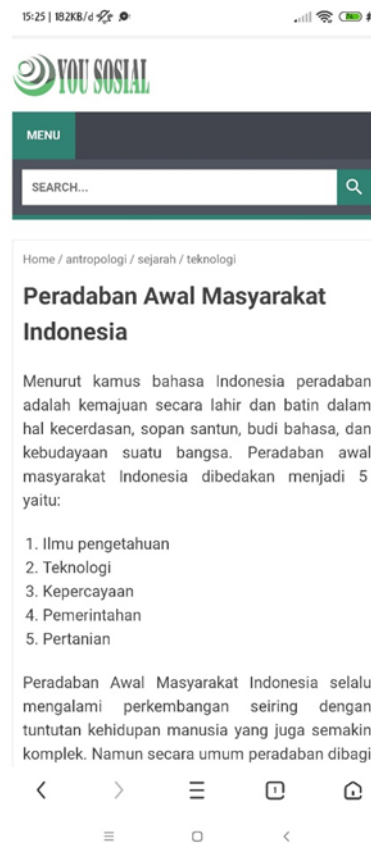 15:25 | 182KB/d
YOU SOSIAL
MENU
SEARCH...
Home / antropologi / sejarah / teknologi
Peradaban Awal Masyarakat
Indonesia
Menurut kamus bahasa Indonesia peradaban
adalah kemajuan secara lahir dan batin dalam
hal kecerdasan, sopan santun, budi bahasa, dan
kebudayaan suatu bangsa. Peradaban awal
masyarakat Indonesia dibedakan menjadi 5
yaitu:
1. Ilmu pengetahuan
2. Teknologi
3. Kepercayaan
4. Pemerintahan
5. Pertanian
Peradaban Awal Masyarakat Indonesia selalu
mengalami perkembangan seiring dengan
tuntutan kehidupan manusia yang juga semakin
komplek. Namun secara umum peradaban dibagi
1